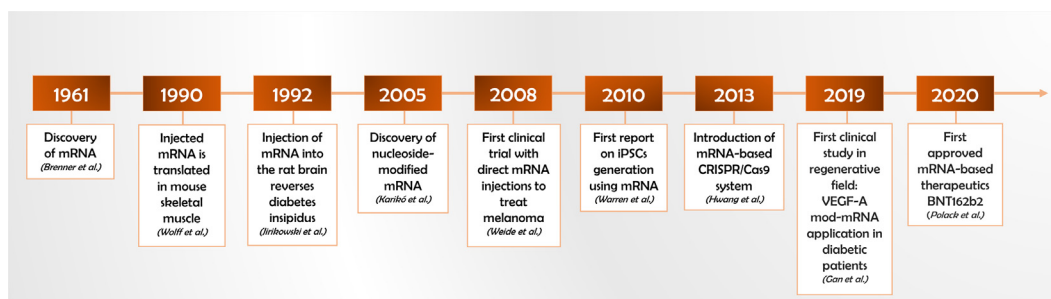 1961
Discovery
of mRNA
(Brenner et al.)
1990
Injected
mRNA is
translated
in mouse
skeletal
muscle
(Wolff et al.)
1992
Injection of
mRNA into
the rat brain
reverses
diabetes
insipidus
(Jirikowski et al.)
2005
Discovery of
nucleoside-
modified
mRNA
(Karikó et al.)
2008
First clinical
trial with
direct mRNA
injections to
treat
melanoma
(Weide et al.)
2010
First report
on iPSCs
generation
using mRNA
(Warren et al.)
2013
Introduction of
mRNA-based
CRISPR/Cas9
system
(Hwang et al.)
2019
First clinical
study in
regenerative
field:
VEGF-A
mod-mRNA
application in
diabetic
patients
(Gan et al.)
2020
First
approved
mRNA-based
therapeutics
BNT162b2
(Polack et al.)